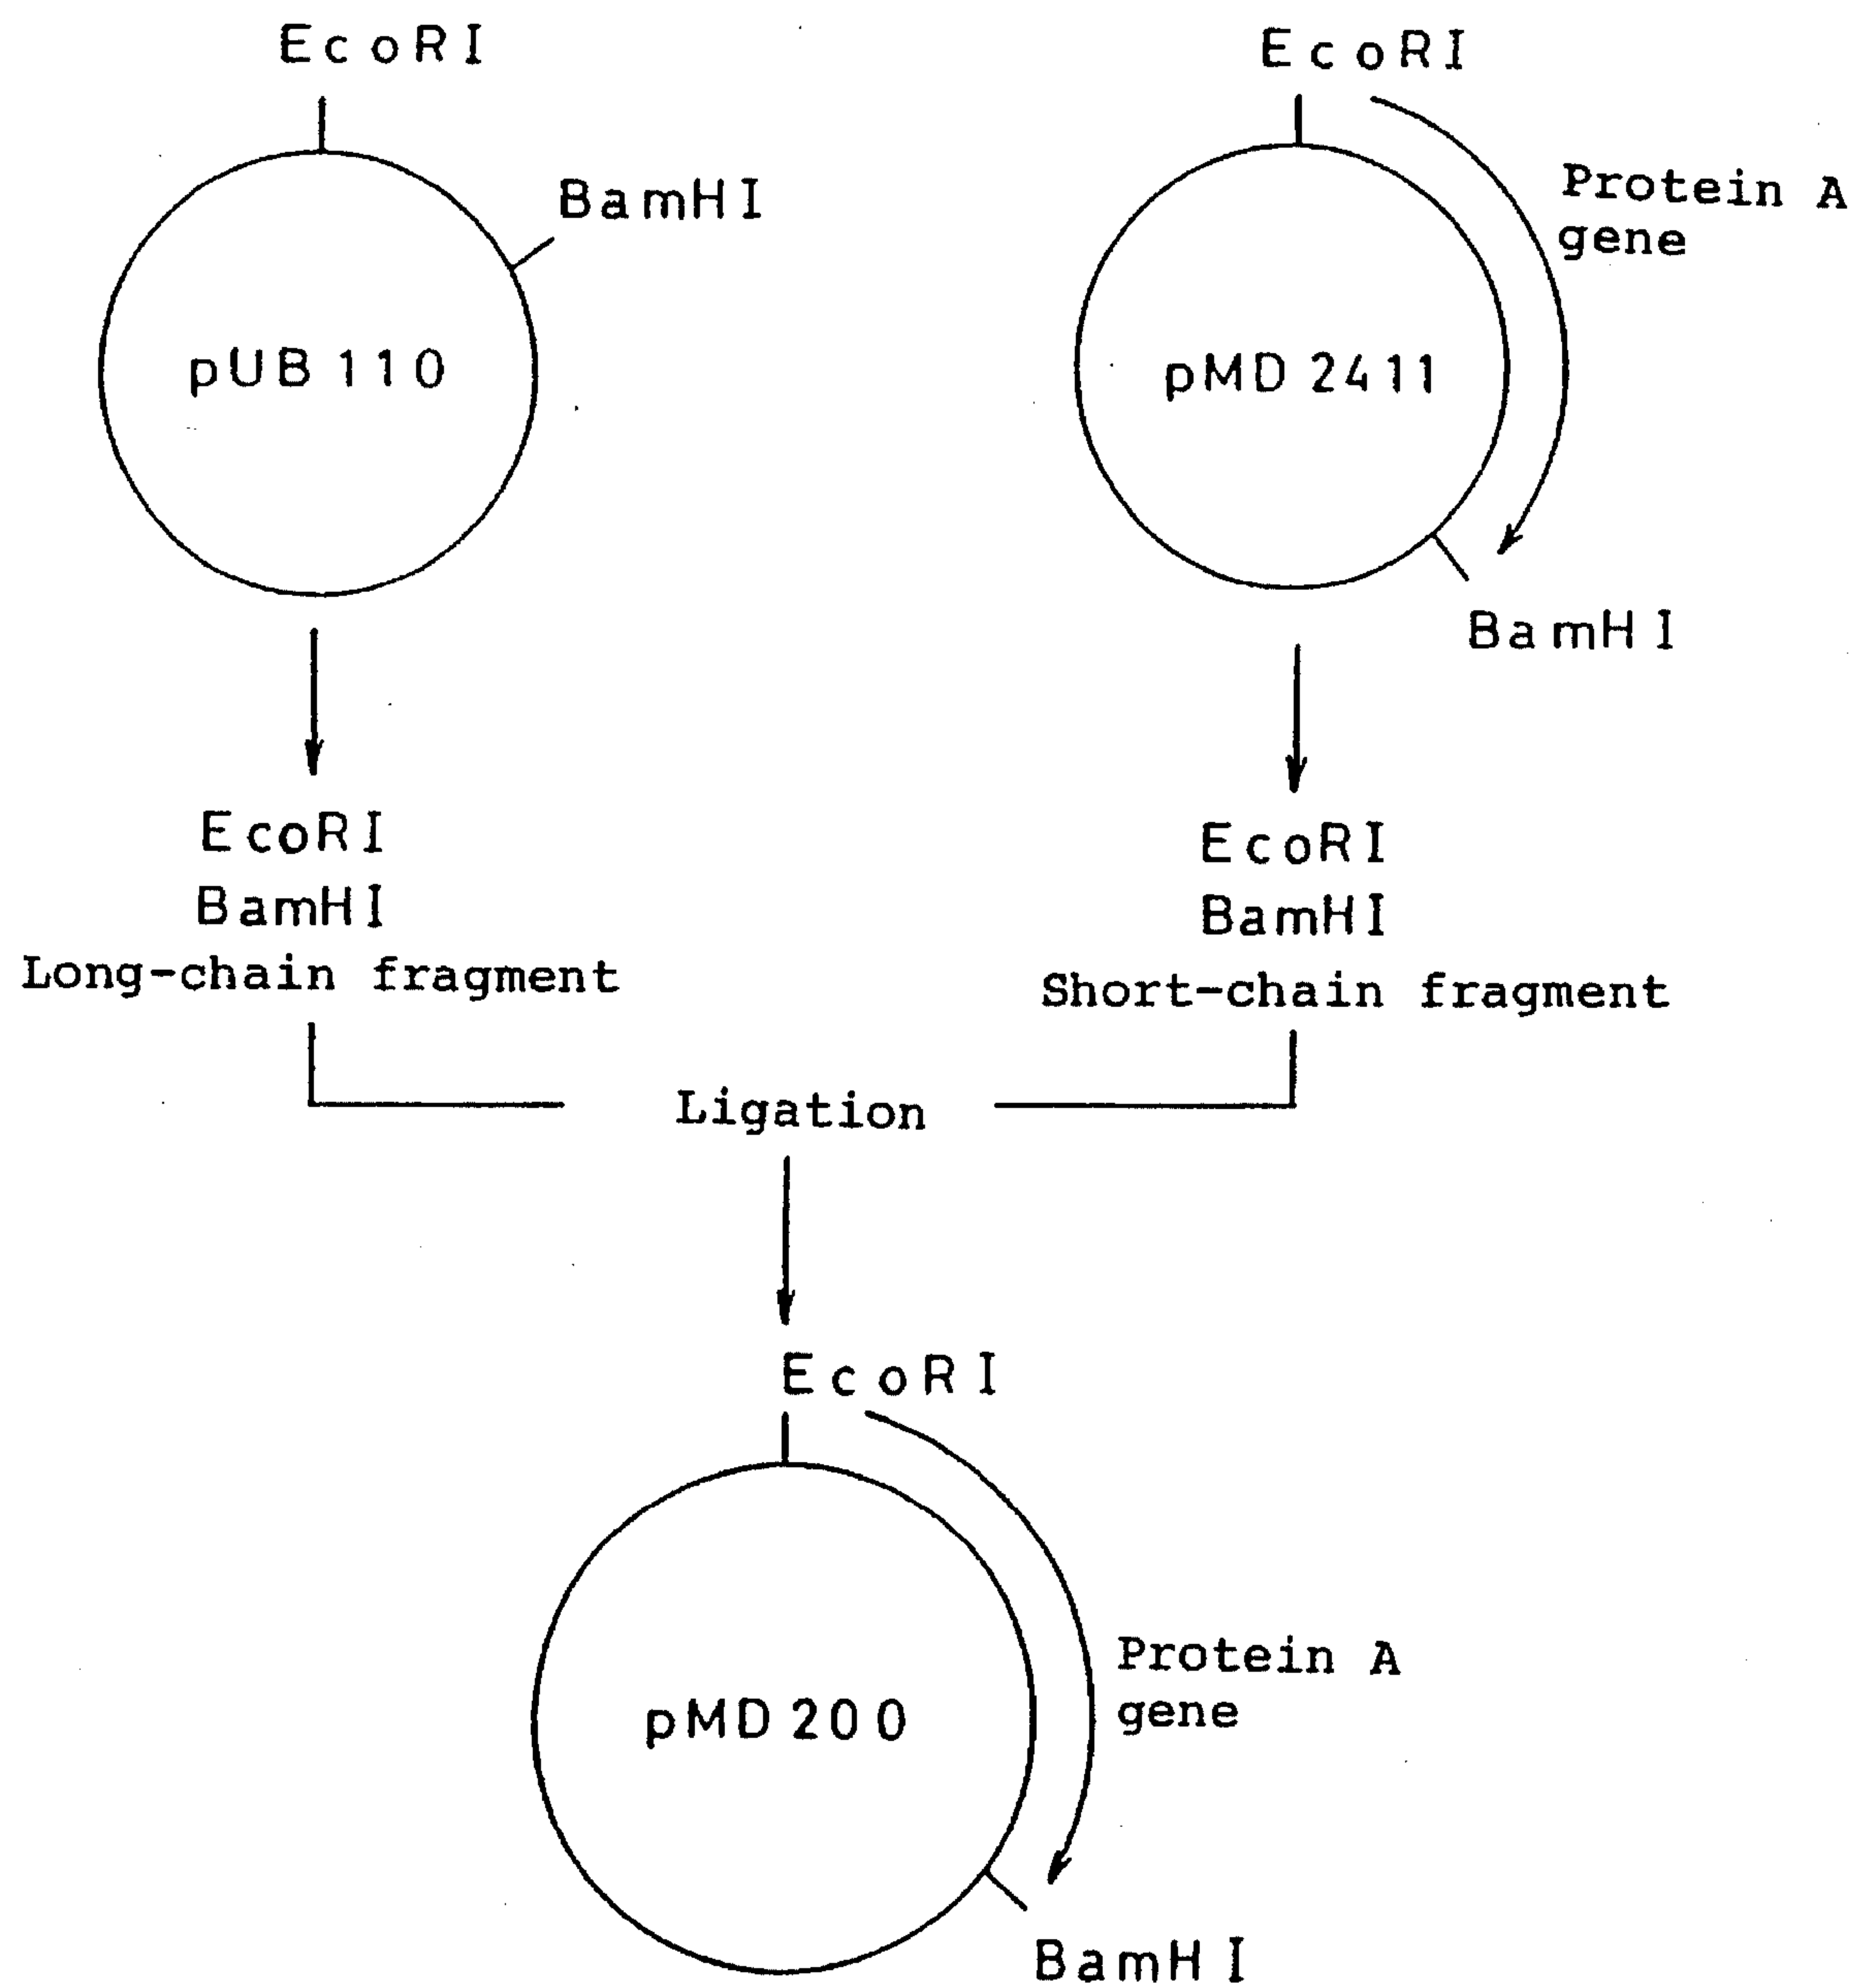 EcoRI
BamHI
pUB110
EcoRI
Protein A
gene
pMD2411
BamHI
EcoRI
BamHI
Long-chain fragment
EcoRI
BamHI
Short-chain fragment
Ligation
EcoRI
Protein A
gene
pMD200
BamHI